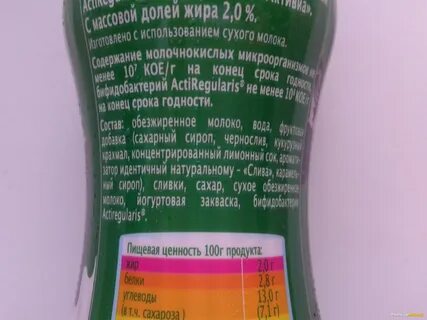 ActiRegularis
Активиа».
С массовой долей жира 2,0 %.
Изготовлено с использованием сухого молока.
Содержание молочнокислых микроорганизмов не
менее 10⁷ КОЕ/г на конец срока годности,
бифидобактерий ActiRegularis® не менее 10⁷ КОЕ/г
на конец срока годности.
Состав: обезжиренное молоко, вода, фруктовая
добавка (сахарный сироп, чернослив, кукурузный
крахмал, концентрированный лимонный сок, аромати-
затор идентичный натуральному - «Слива», карамель-
ный сироп), сливки, сахар, сухое обезжиренное
молоко, йогуртовая закваска, бифидобактерии
Actiregularis®.
Пищевая ценность 100г продукта:
жир 2,0 г
белки 2,8 г
углеводы 13,0 г
(в т.ч. сахароза ) (7,1 г)